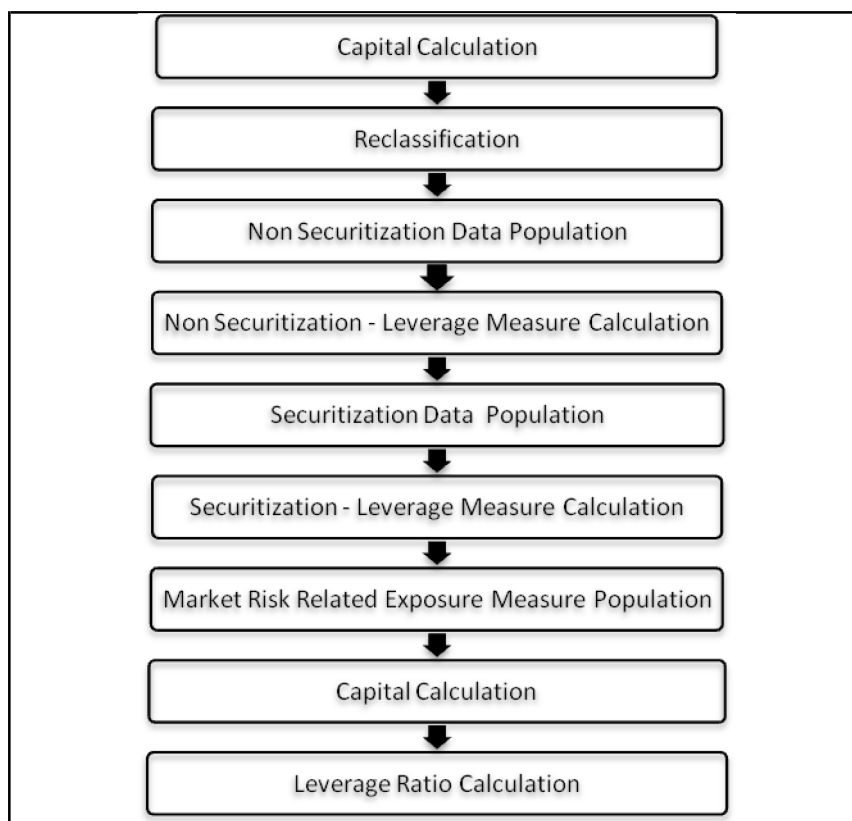 Capital Calculation
Reclassification
Non Securitization Data Population
Non Securitization - Leverage Measure Calculation
Securitization Data Population
Securitization - Leverage Measure Calculation
Market Risk Related Exposure Measure Population
Capital Calculation
Leverage Ratio Calculation